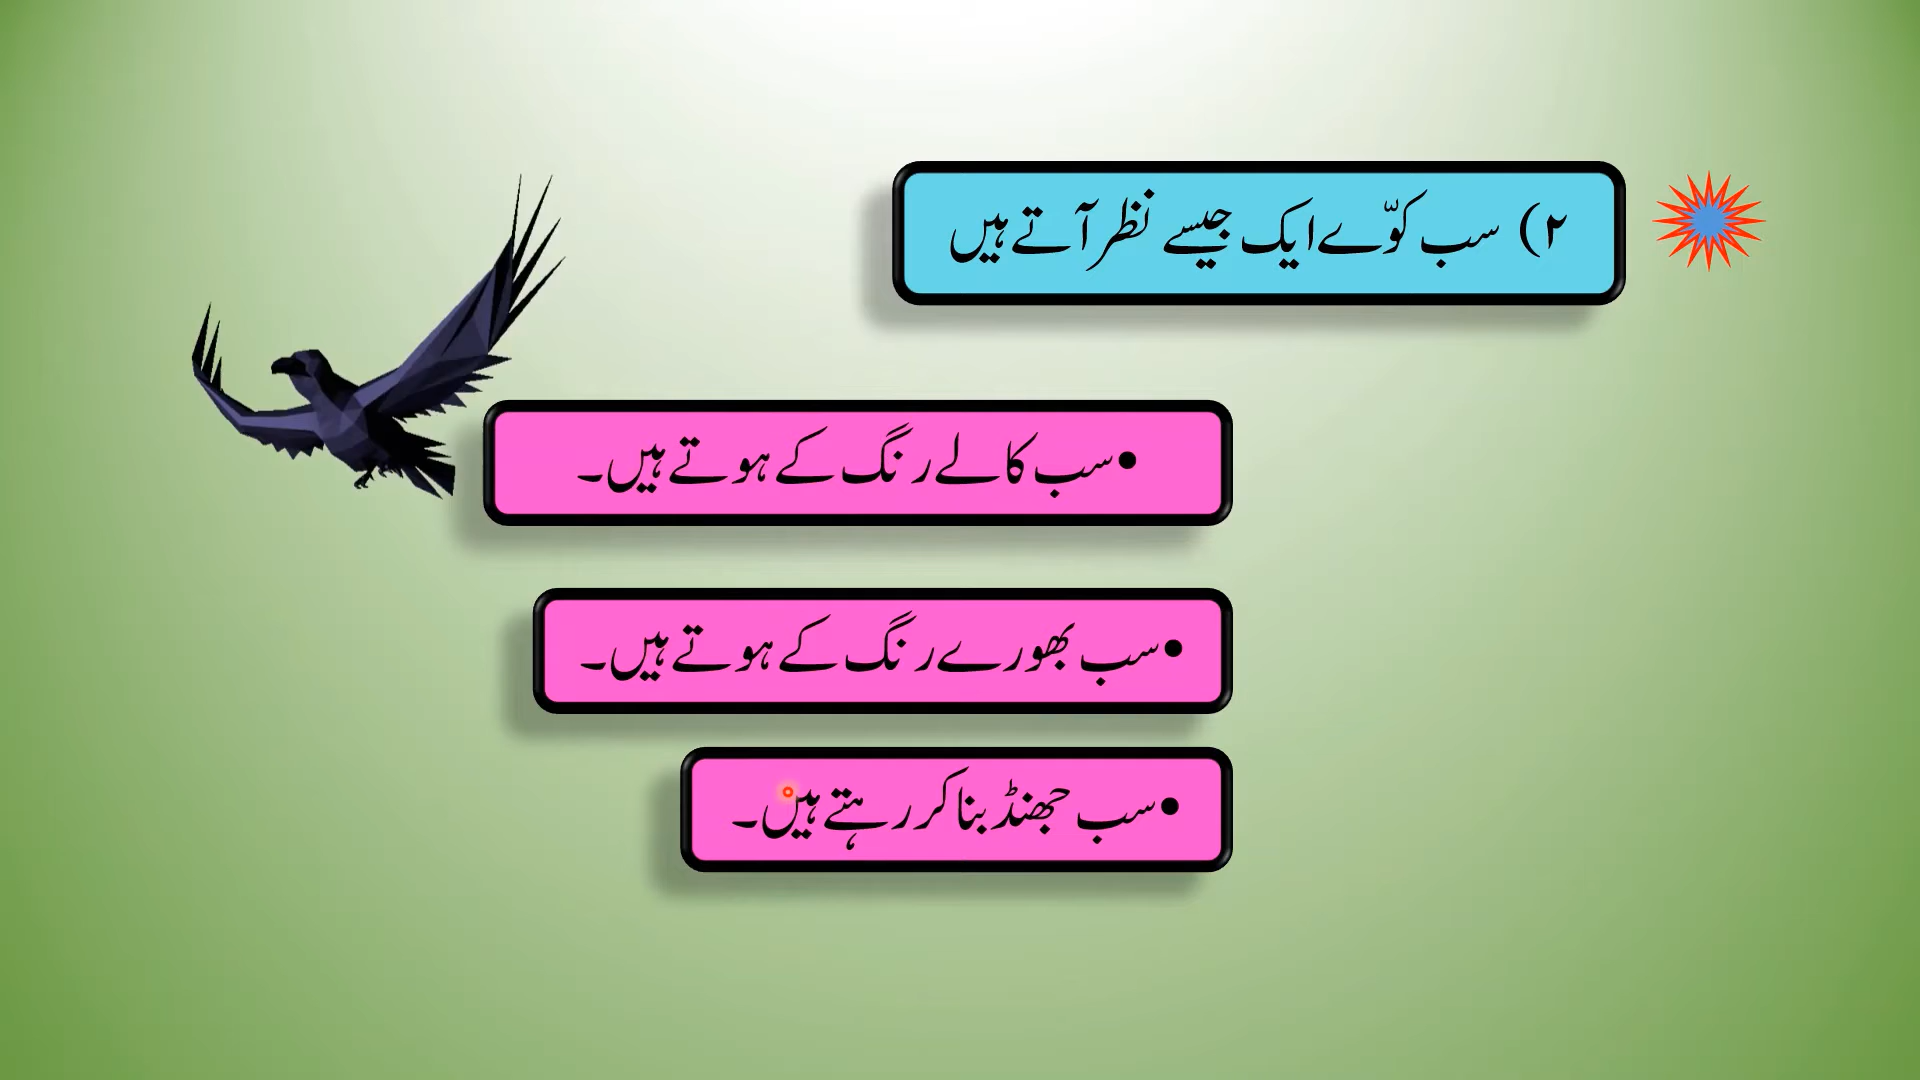 ۲) سب کوّے ایک جیسے نظر آتے ہیں
•سب کالے رنگ کے ہوتے ہیں۔
•سب بھورے رنگ کے ہوتے ہیں۔
•سب جھنڈ بنا کر رہتے ہیں۔